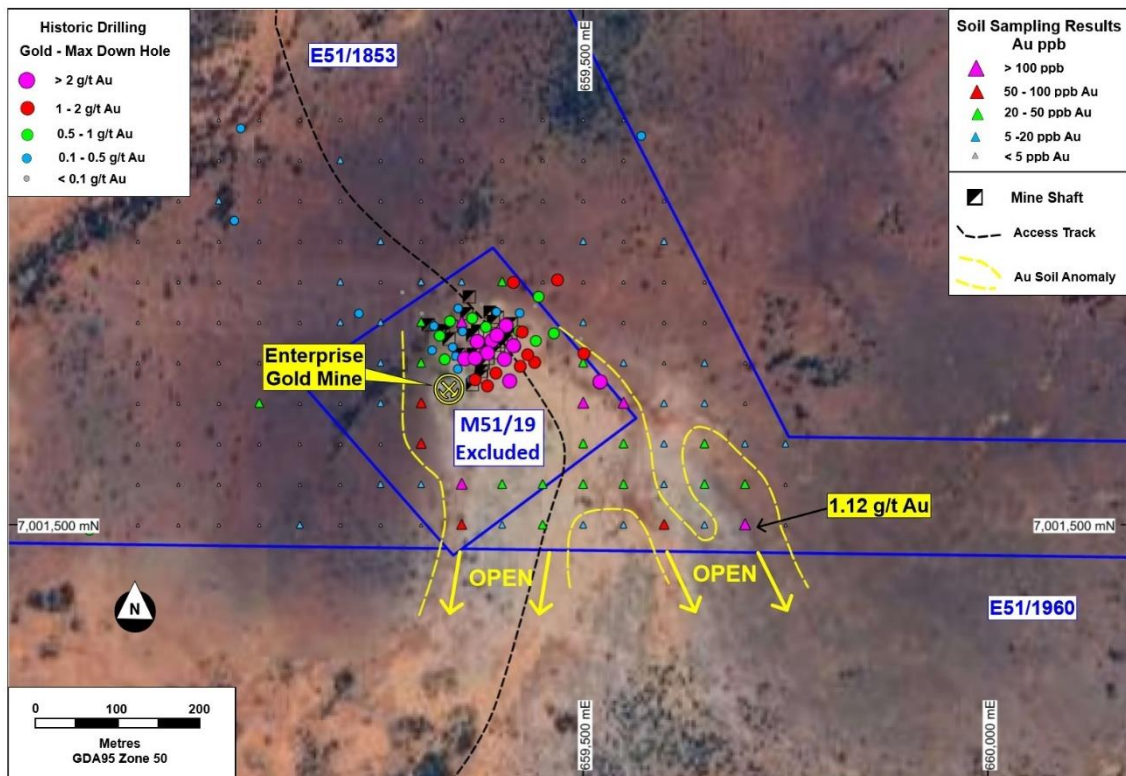 Historic Drilling
Gold - Max Down Hole
> 2 g/t Au
1 - 2 g/t Au
0.5 - 1 g/t Au
0.1 - 0.5 g/t Au
< 0.1 g/t Au
E51/1853
659,500 mE
Soil Sampling Results
Au ppb
> 100 ppb
50 - 100 ppb Au
20 - 50 ppb Au
5 -20 ppb Au
< 5 ppb Au
Mine Shaft
Access Track
Au Soil Anomaly
Enterprise
Gold Mine
M51/19
Excluded
1.12 g/t Au
7,001,500 mN
7,001,500 mN
OPEN
OPEN
E51/1960
N
0 100 200
Metres
GDA95 Zone 50
659,500 mE
660,000 mE